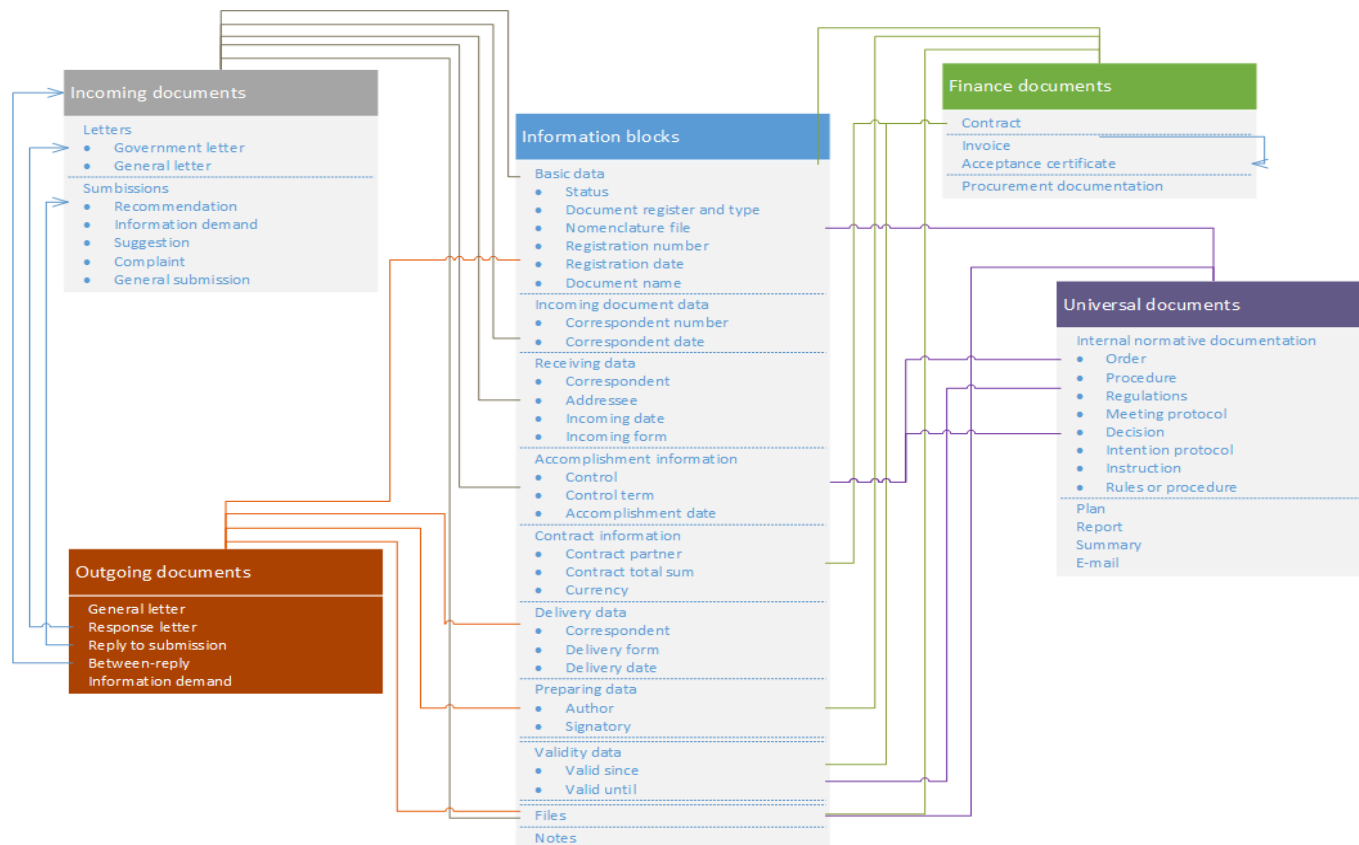 Incoming documents
Letters
● Government letter
● General letter
Sumbissions
● Recommendation
● Information demand
● Suggestion
● Complaint
● General submission
Outgoing documents
General letter
Response letter
Reply to submission
Between-reply
Information demand
Information blocks
Basic data
● Status
● Document register and type
● Nomenclature file
● Registration number
● Registration date
● Document name
Incoming document data
● Correspondent number
● Correspondent date
Receiving data
● Correspondent
● Addressee
● Incoming date
● Incoming form
Accomplishment information
● Control
● Control term
● Accomplishment date
Contract information
● Contract partner
● Contract total sum
● Currency
Delivery data
● Correspondent
● Delivery form
● Delivery date
Preparing data
● Author
● Signatory
Validity data
● Valid since
● Valid until
Files
Notes
Finance documents
Contract
Invoice
Acceptance certificate
Procurement documentation
Universal documents
Internal normative documentation
● Order
● Procedure
● Regulations
● Meeting protocol
● Decision
● Intention protocol
● Instruction
● Rules or procedure
Plan
Report
Summary
E-mail